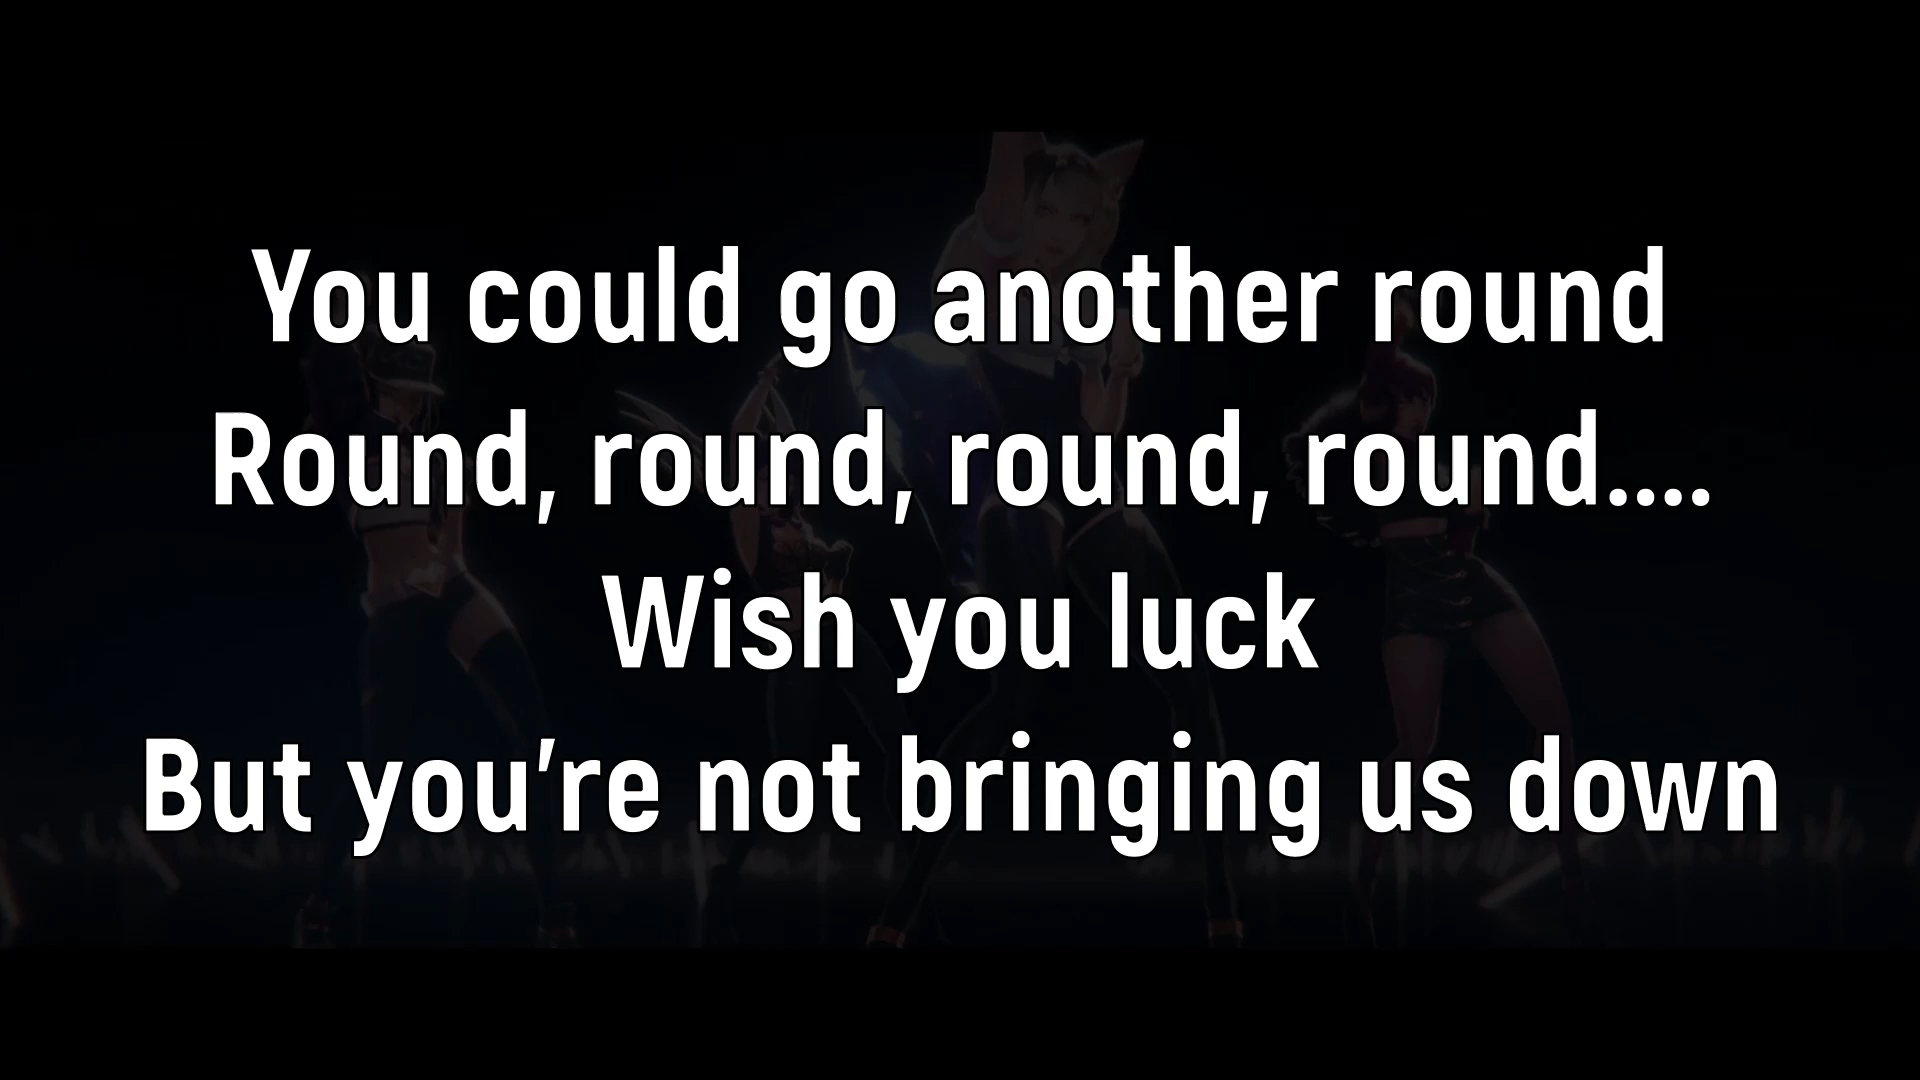 You could go another round
Round, round, round, round....
Wish you luck
But you're not bringing us down